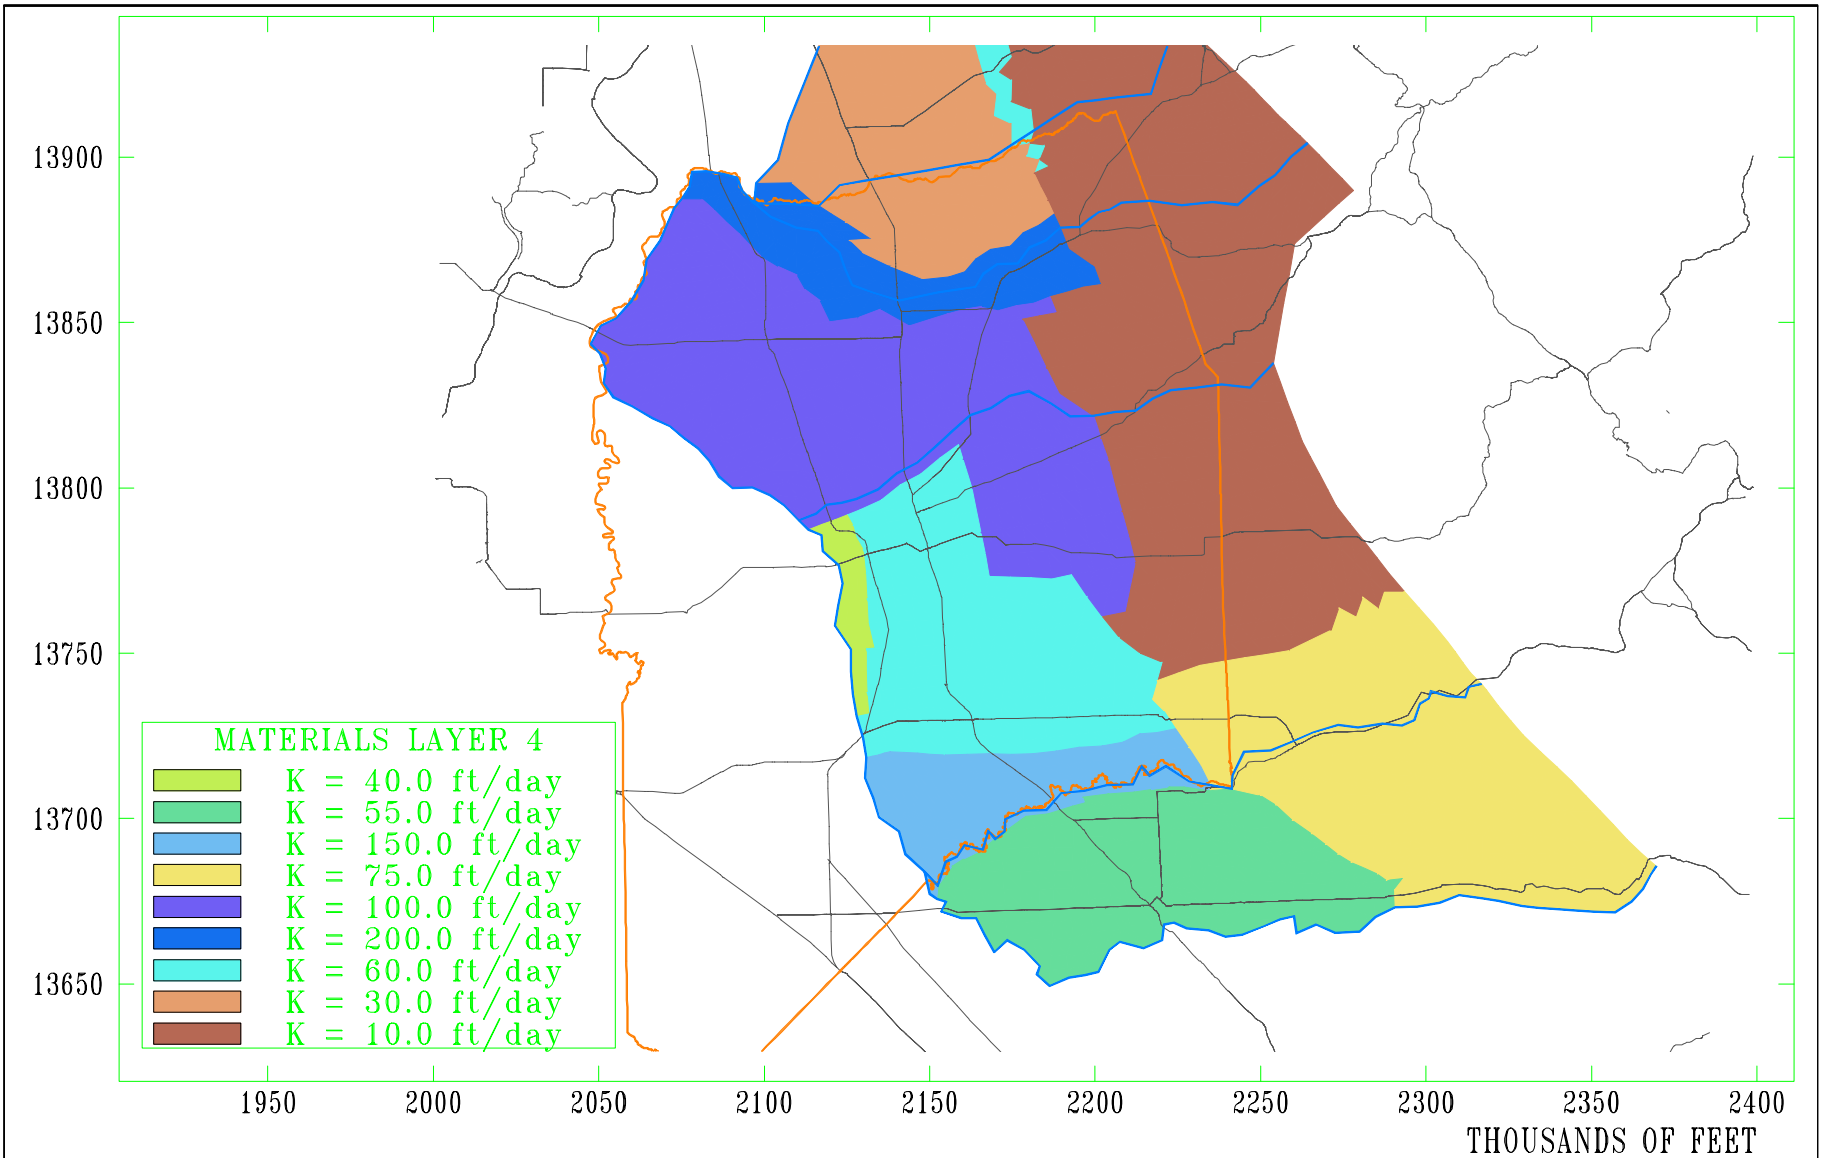 13900
13850
13800
13750
13700
13650
MATERIALS LAYER 4
K = 40.0 ft/day
K = 55.0 ft/day
K = 150.0 ft/day
K = 75.0 ft/day
K = 100.0 ft/day
K = 200.0 ft/day
K = 60.0 ft/day
K = 30.0 ft/day
K = 10.0 ft/day
1950 2000 2050 2100 2150 2200 2250 2300 2350 2400
THOUSANDS OF FEET